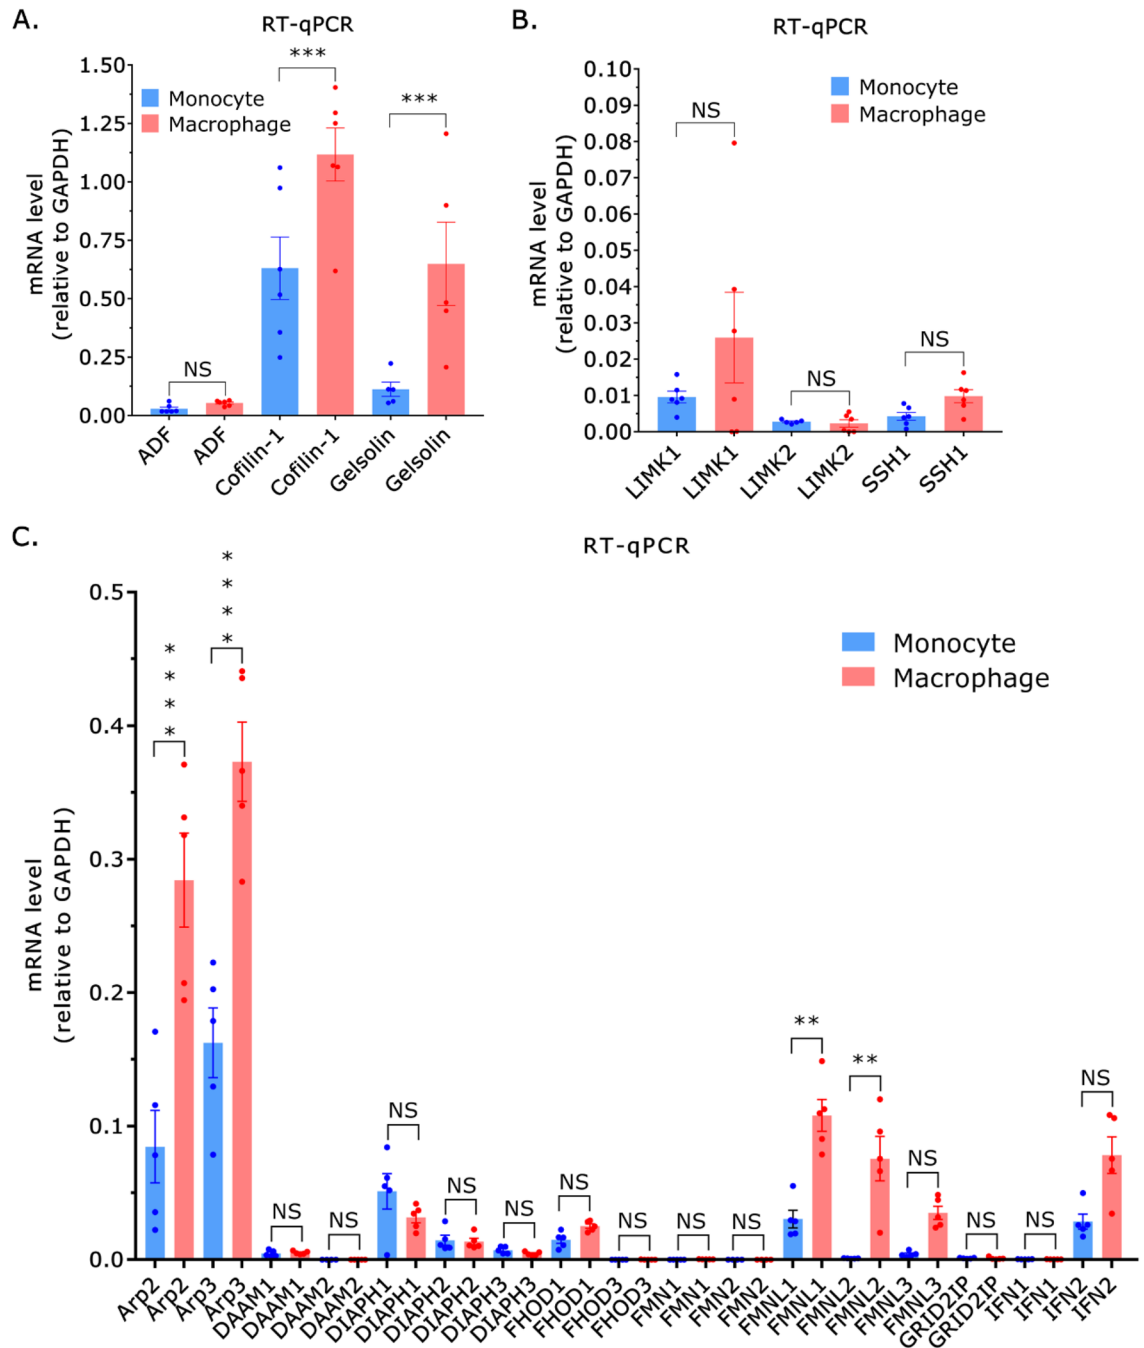 A.
RT-qPCR
mRNA level
(relative to GAPDH)
1.50
1.25
1.00
0.75
0.50
0.25
0.00
Monocyte
Macrophage
NS
***
***
ADF
ADF
Cofilin-1
Cofilin-1
Gelsolin
Gelsolin
B.
RT-qPCR
mRNA level
(relative to GAPDH)
0.10
0.09
0.08
0.07
0.06
0.05
0.04
0.03
0.02
0.01
0.00
Monocyte
Macrophage
NS
NS
NS
LIMK1
LIMK1
LIMK2
LIMK2
SSH1
SSH1
C.
RT-qPCR
mRNA level
(relative to GAPDH)
0.5
0.4
0.3
0.2
0.1
0.0
Monocyte
Macrophage
****
****
NS
NS
NS
NS
NS
NS
NS
NS
NS
**
**
NS
NS
NS
NS
Arp2
Arp2
Arp3
Arp3
DAAM1
DAAM1
DAAM2
DAAM2
DIAPH1
DIAPH1
DIAPH2
DIAPH2
DIAPH3
DIAPH3
FHOD1
FHOD1
FHOD3
FHOD3
FMN1
FMN1
FMN2
FMN2
FMNL1
FMNL1
FMNL2
FMNL2
FMNL3
FMNL3
GRID2IP
GRID2IP
IFN1
IFN1
IFN2
IFN2